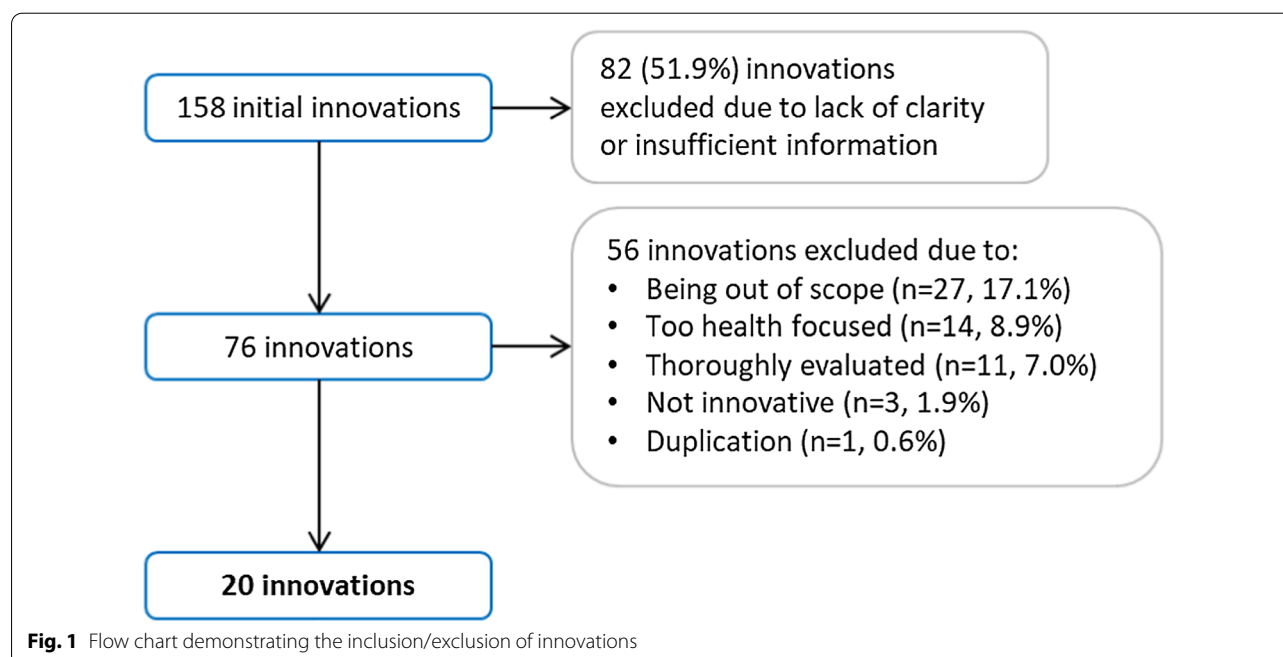 158 initial innovations
82 (51.9%) innovations
excluded due to lack of clarity
or insufficient information
76 innovations
56 innovations excluded due to:
• Being out of scope (n=27, 17.1%)
• Too health focused (n=14, 8.9%)
• Thoroughly evaluated (n=11, 7.0%)
• Not innovative (n=3, 1.9%)
• Duplication (n=1, 0.6%)
20 innovations
Fig. 1 Flow chart demonstrating the inclusion/exclusion of innovations